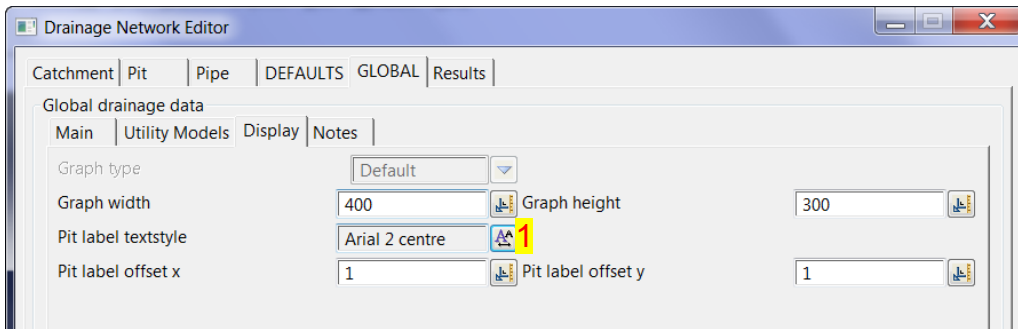 Drainage Network Editor
Catchment Pit Pipe DEFAULTS GLOBAL Results
Global drainage data
Main Utility Models Display Notes
Graph type Default
Graph width 400 Graph height 300
Pit label textstyle Arial 2 centre 1
Pit label offset x 1 Pit label offset y 1